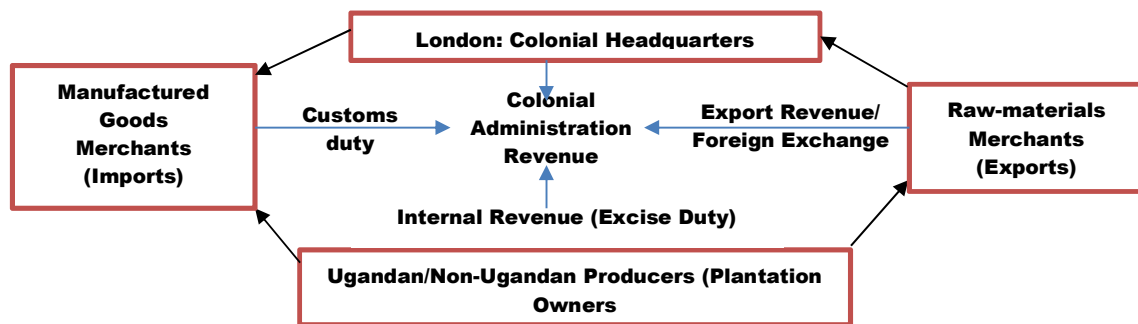 London: Colonial Headquarters
Manufactured
Goods
Merchants
(Imports)
Customs
duty
Colonial
Administration
Revenue
Export Revenue/
Foreign Exchange
Raw-materials
Merchants
(Exports)
Internal Revenue (Excise Duty)
Ugandan/Non-Ugandan Producers (Plantation
Owners